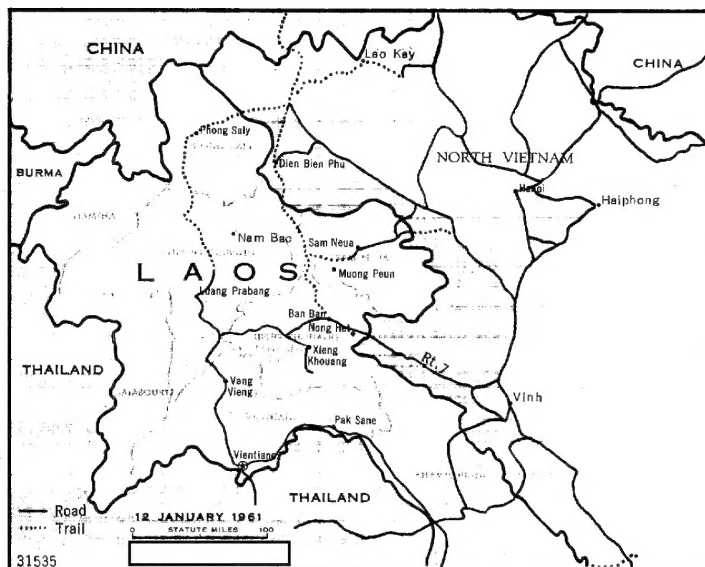 CHINA
Lao Kay
CHINA
Phong Saly
BURMA
Dien Bien Phu
NORTH VIETNAM
Hanoi
Haiphong
Nam Bac
Sam Neua
LAOS
Muong Peun
Luang Prabang
Ban Ban
Nong Het
Xieng
Khouang
THAILAND
Rt. 7
Vang
Vieng
Vinh
Pak Sane
Vientiane
THAILAND
Road
Trail
12 JANUARY 1961
STATUTE MILES
0 100
31535